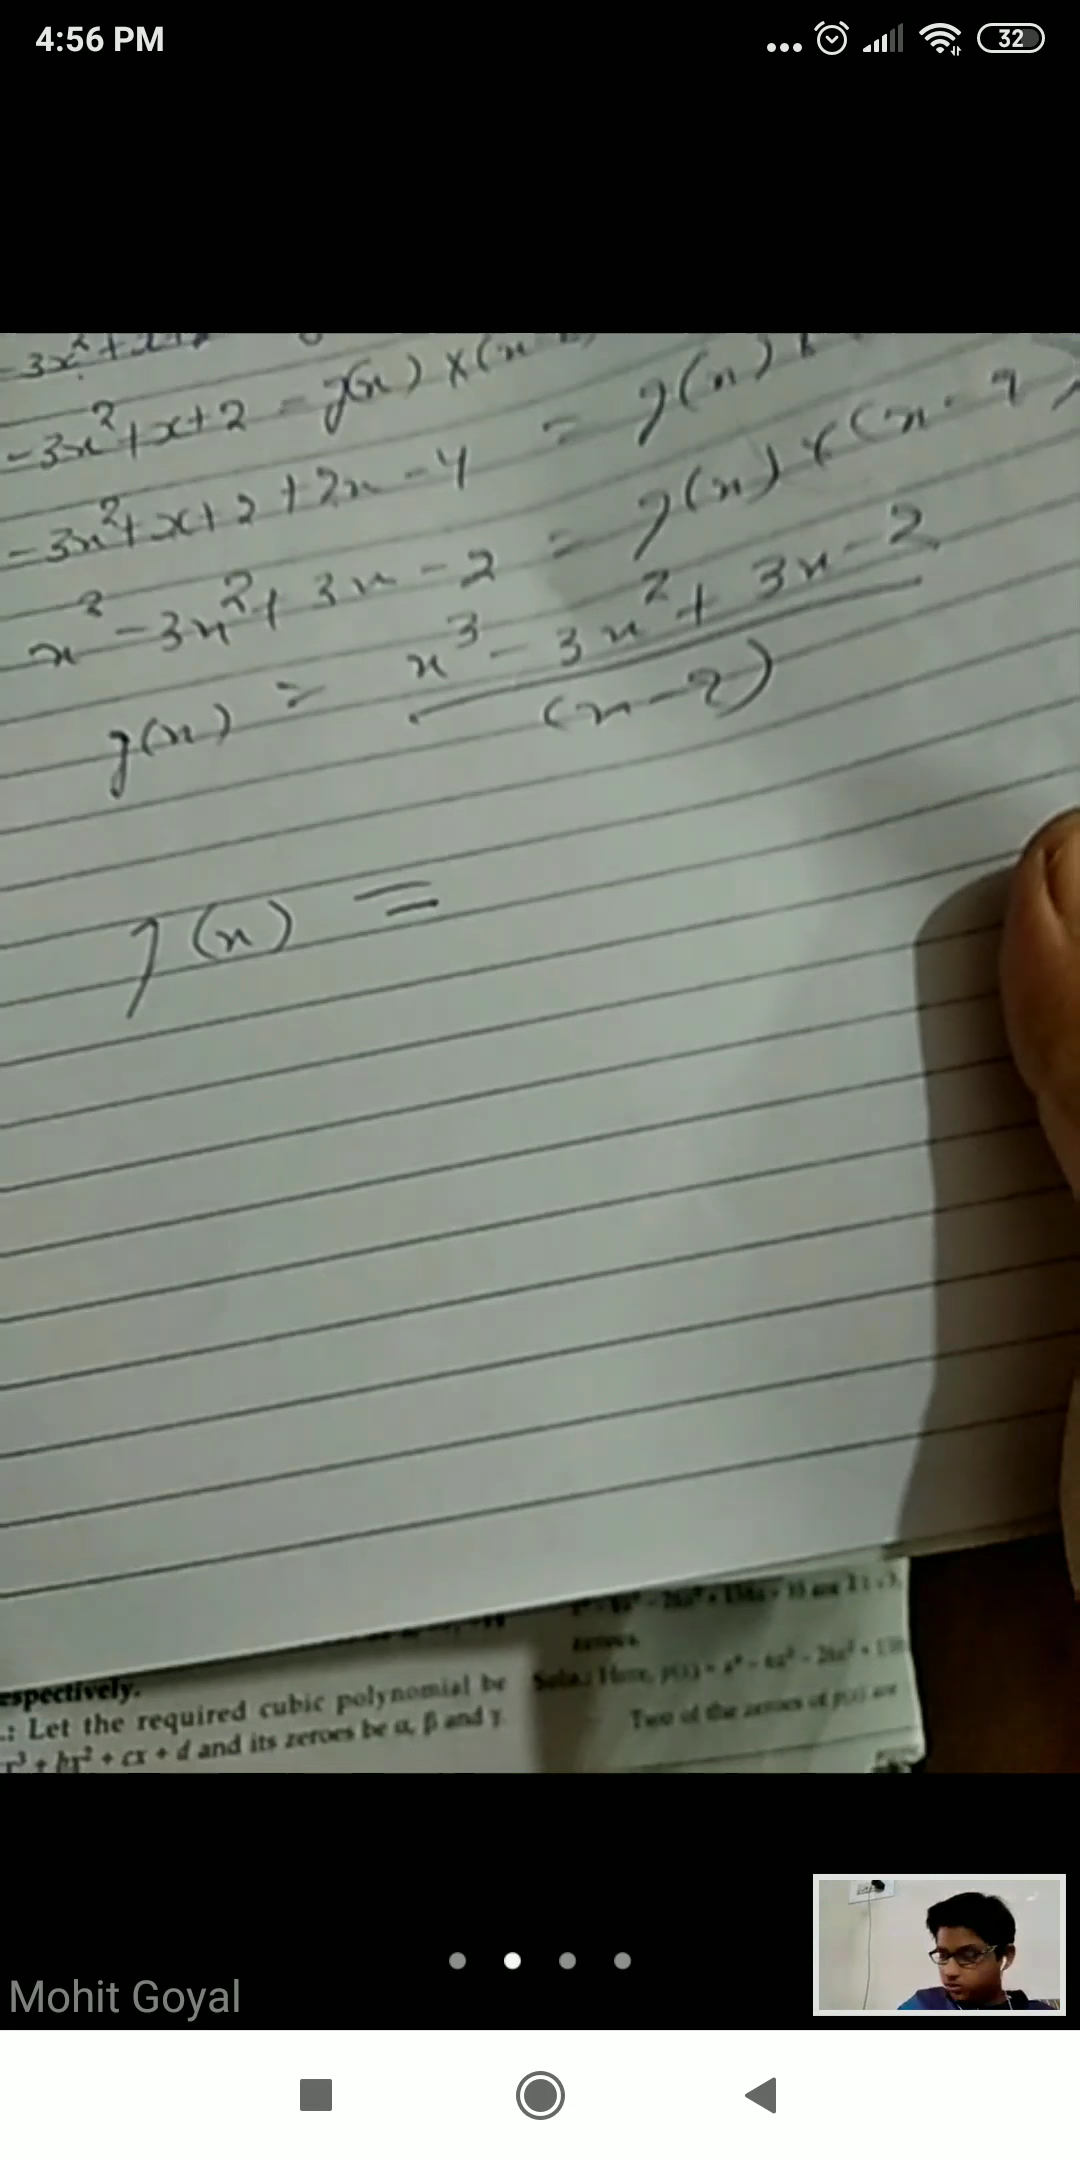 4:56 PM
32
-3x²+x+2 = g(x) x(x
-3x²+x+2+2x-4 = g(x)
x³-3x²+3x-2 = g(x) x(x-2)
g(x) = x³-3x²+3x-2
(x-2)
g(x) =
espectively.
.: Let the required cubic polynomial be
+ cx + d and its zeroes be α, β and γ.
zeroes.
Two of the zeroes of p(x) are
Mohit Goyal